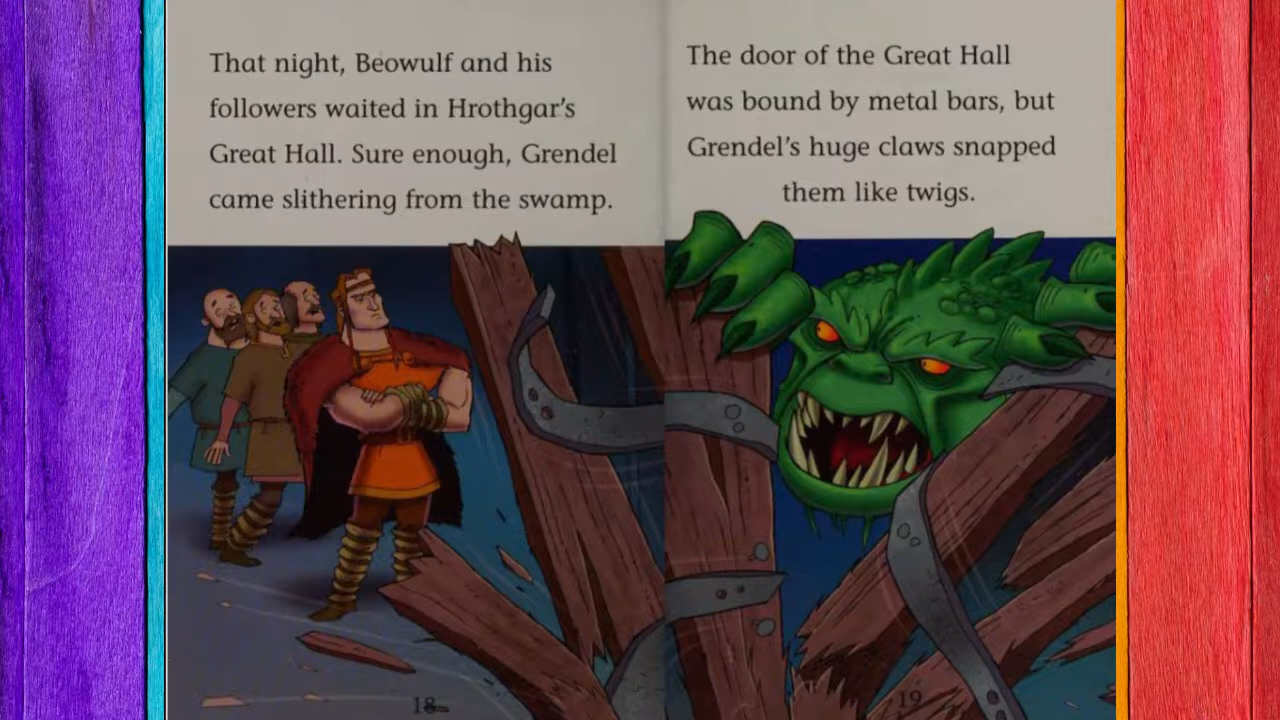 That night, Beowulf and his
followers waited in Hrothgar's
Great Hall. Sure enough, Grendel
came slithering from the swamp.
18
The door of the Great Hall
was bound by metal bars, but
Grendel's huge claws snapped
them like twigs.
19